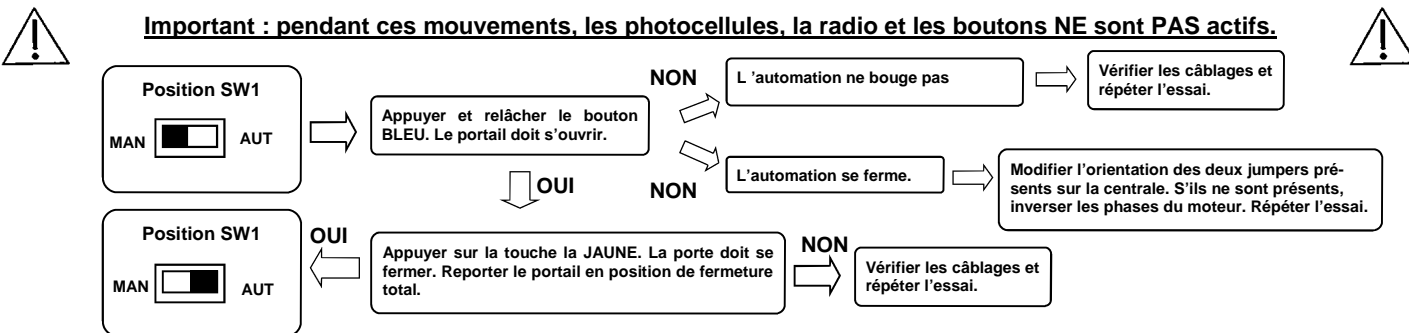 Important : pendant ces mouvements, les photocellules, la radio et les boutons NE sont PAS actifs.
Position SW1
MAN
AUT
Appuyer et relâcher le bouton
BLEU. Le portail doit s’ouvrir.
NON
L ’automation ne bouge pas
Vérifier les câblages et
répéter l’essai.
NON
L’automation se ferme.
Modifier l’orientation des deux jumpers pré-
sents sur la centrale. S’ils ne sont présents,
inverser les phases du moteur. Répéter l’essai.
OUI
Appuyer sur la touche la JAUNE. La porte doit se
fermer. Reporter le portail en position de fermeture
total.
NON
Vérifier les câblages et
répéter l’essai.
OUI
Position SW1
MAN
AUT